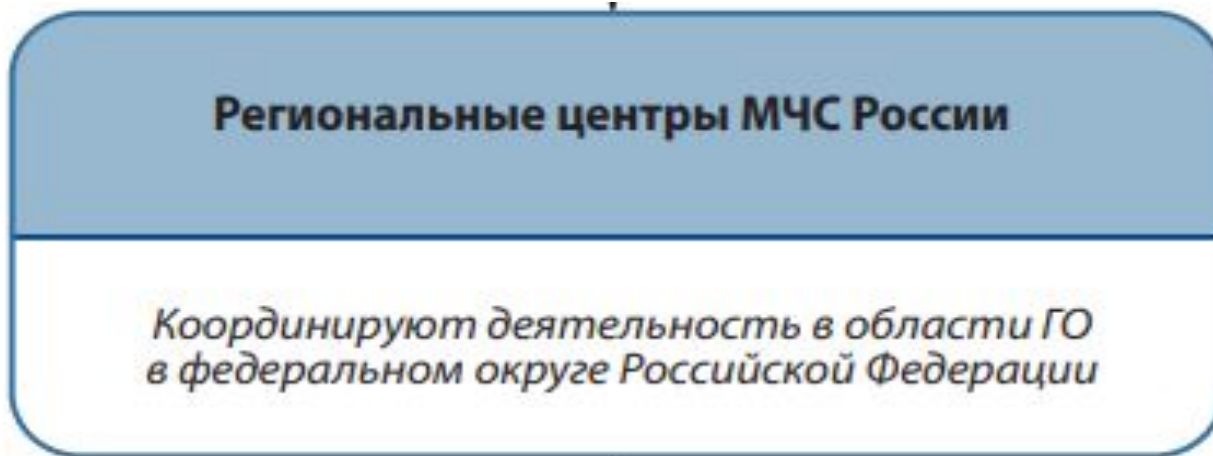 Региональные центры МЧС России
Координируют деятельность в области ГО
в федеральном округе Российской Федерации